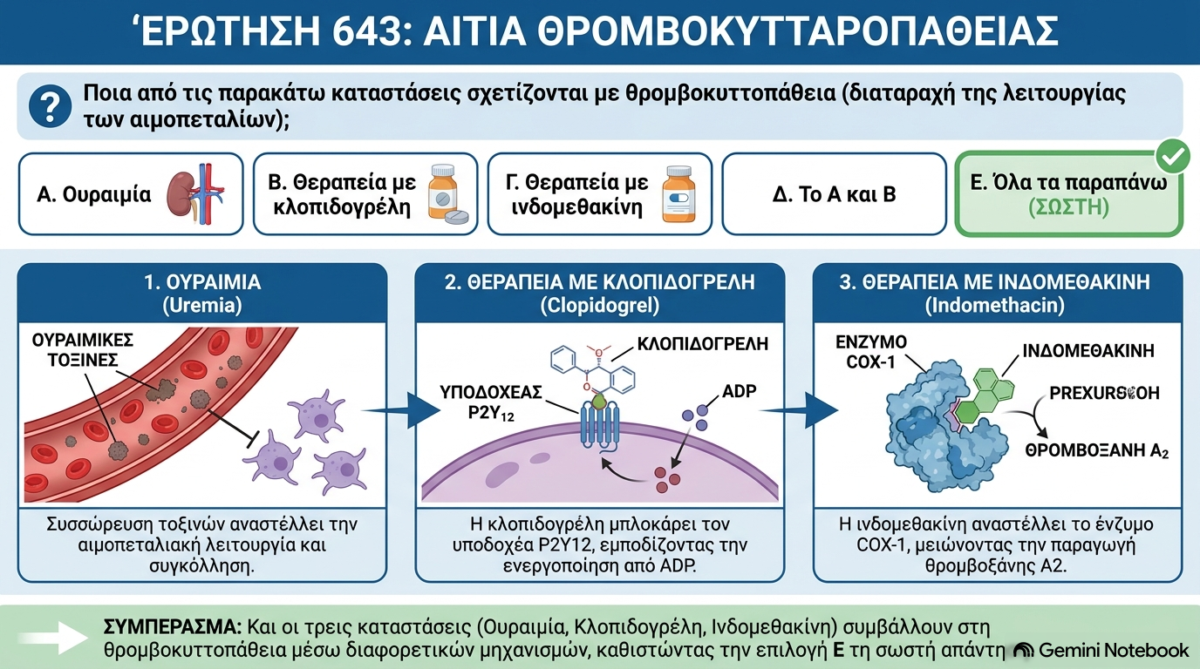 ‘ΕΡΩΤΗΣΗ 643: ΑΙΤΙΑ ΘΡΟΜΒΟΚΥΤΤΑΡΟΠΑΘΕΙΑΣ
?
Ποια από τις παρακάτω καταστάσεις σχετίζονται με θρομβοκυττοπάθεια (διαταραχή της λειτουργίας
των αιμοπεταλίων);
Α. Ουραιμία
Β. Θεραπεία με
κλοπιδογρέλη
Γ. Θεραπεία με
ινδομεθακίνη
Δ. Το Α και Β
Ε. Όλα τα παραπάνω
(ΣΩΣΤΗ)
1. ΟΥΡΑΙΜΙΑ
(Uremia)
ΟΥΡΑΙΜΙΚΕΣ
ΤΟΞΙΝΕΣ
Συσσώρευση τοξινών αναστέλλει την
αιμοπεταλιακή λειτουργία και
συγκόλληση.
2. ΘΕΡΑΠΕΙΑ ΜΕ ΚΛΟΠΙΔΟΓΡΕΛΗ
(Clopidogrel)
ΚΛΟΠΙΔΟΓΡΕΛΗ
ΥΠΟΔΟΧΕΑΣ
P2Y₁₂
ADP
Η κλοπιδογρέλη μπλοκάρει τον
υποδοχέα P2Y12, εμποδίζοντας την
ενεργοποίηση από ADP.
3. ΘΕΡΑΠΕΙΑ ΜΕ ΙΝΔΟΜΕΘΑΚΙΝΗ
(Indomethacin)
ΕΝΖΥΜΟ
COX-1
ΙΝΔΟΜΕΘΑΚΙΝΗ
ΘΡΟΜΒΟΞΑΝΗ A₂
Η ινδομεθακίνη αναστέλλει το ένζυμο
COX-1, μειώνοντας την παραγωγή
θρομβοξάνης A2.
ΣΥΜΠΕΡΑΣΜΑ: Και οι τρεις καταστάσεις (Ουραιμία, Κλοπιδογρέλη, Ινδομεθακίνη) συμβάλλουν στη
θρομβοκυττοπάθεια μέσω διαφορετικών μηχανισμών, καθιστώντας την επιλογή Ε τη σωστή απάντη
Gemini Notebook